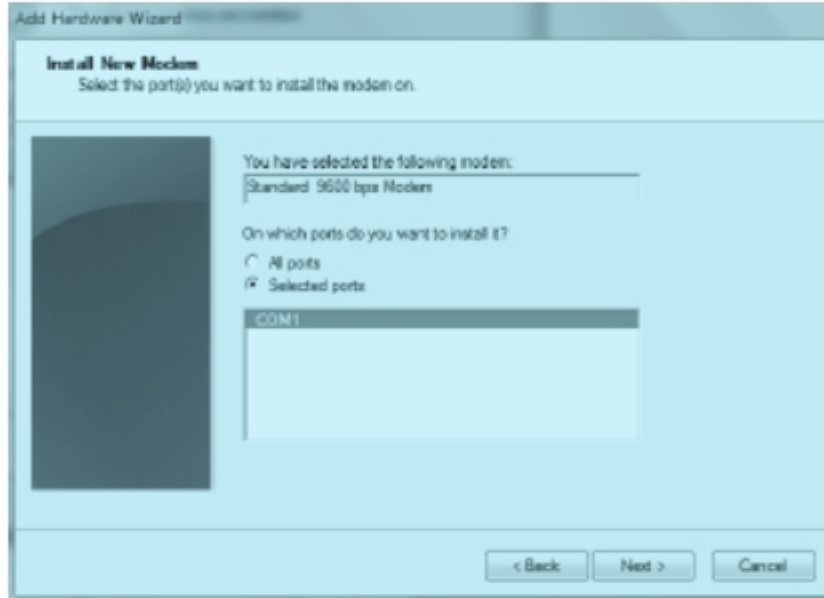 Add Hardware Wizard
Install New Modem
Select the port(s) you want to install the modem on.
You have selected the following modem:
Standard 9600 bps Modem
On which ports do you want to install it?
All ports
Selected ports
COM1
< Back
Next >
Cancel